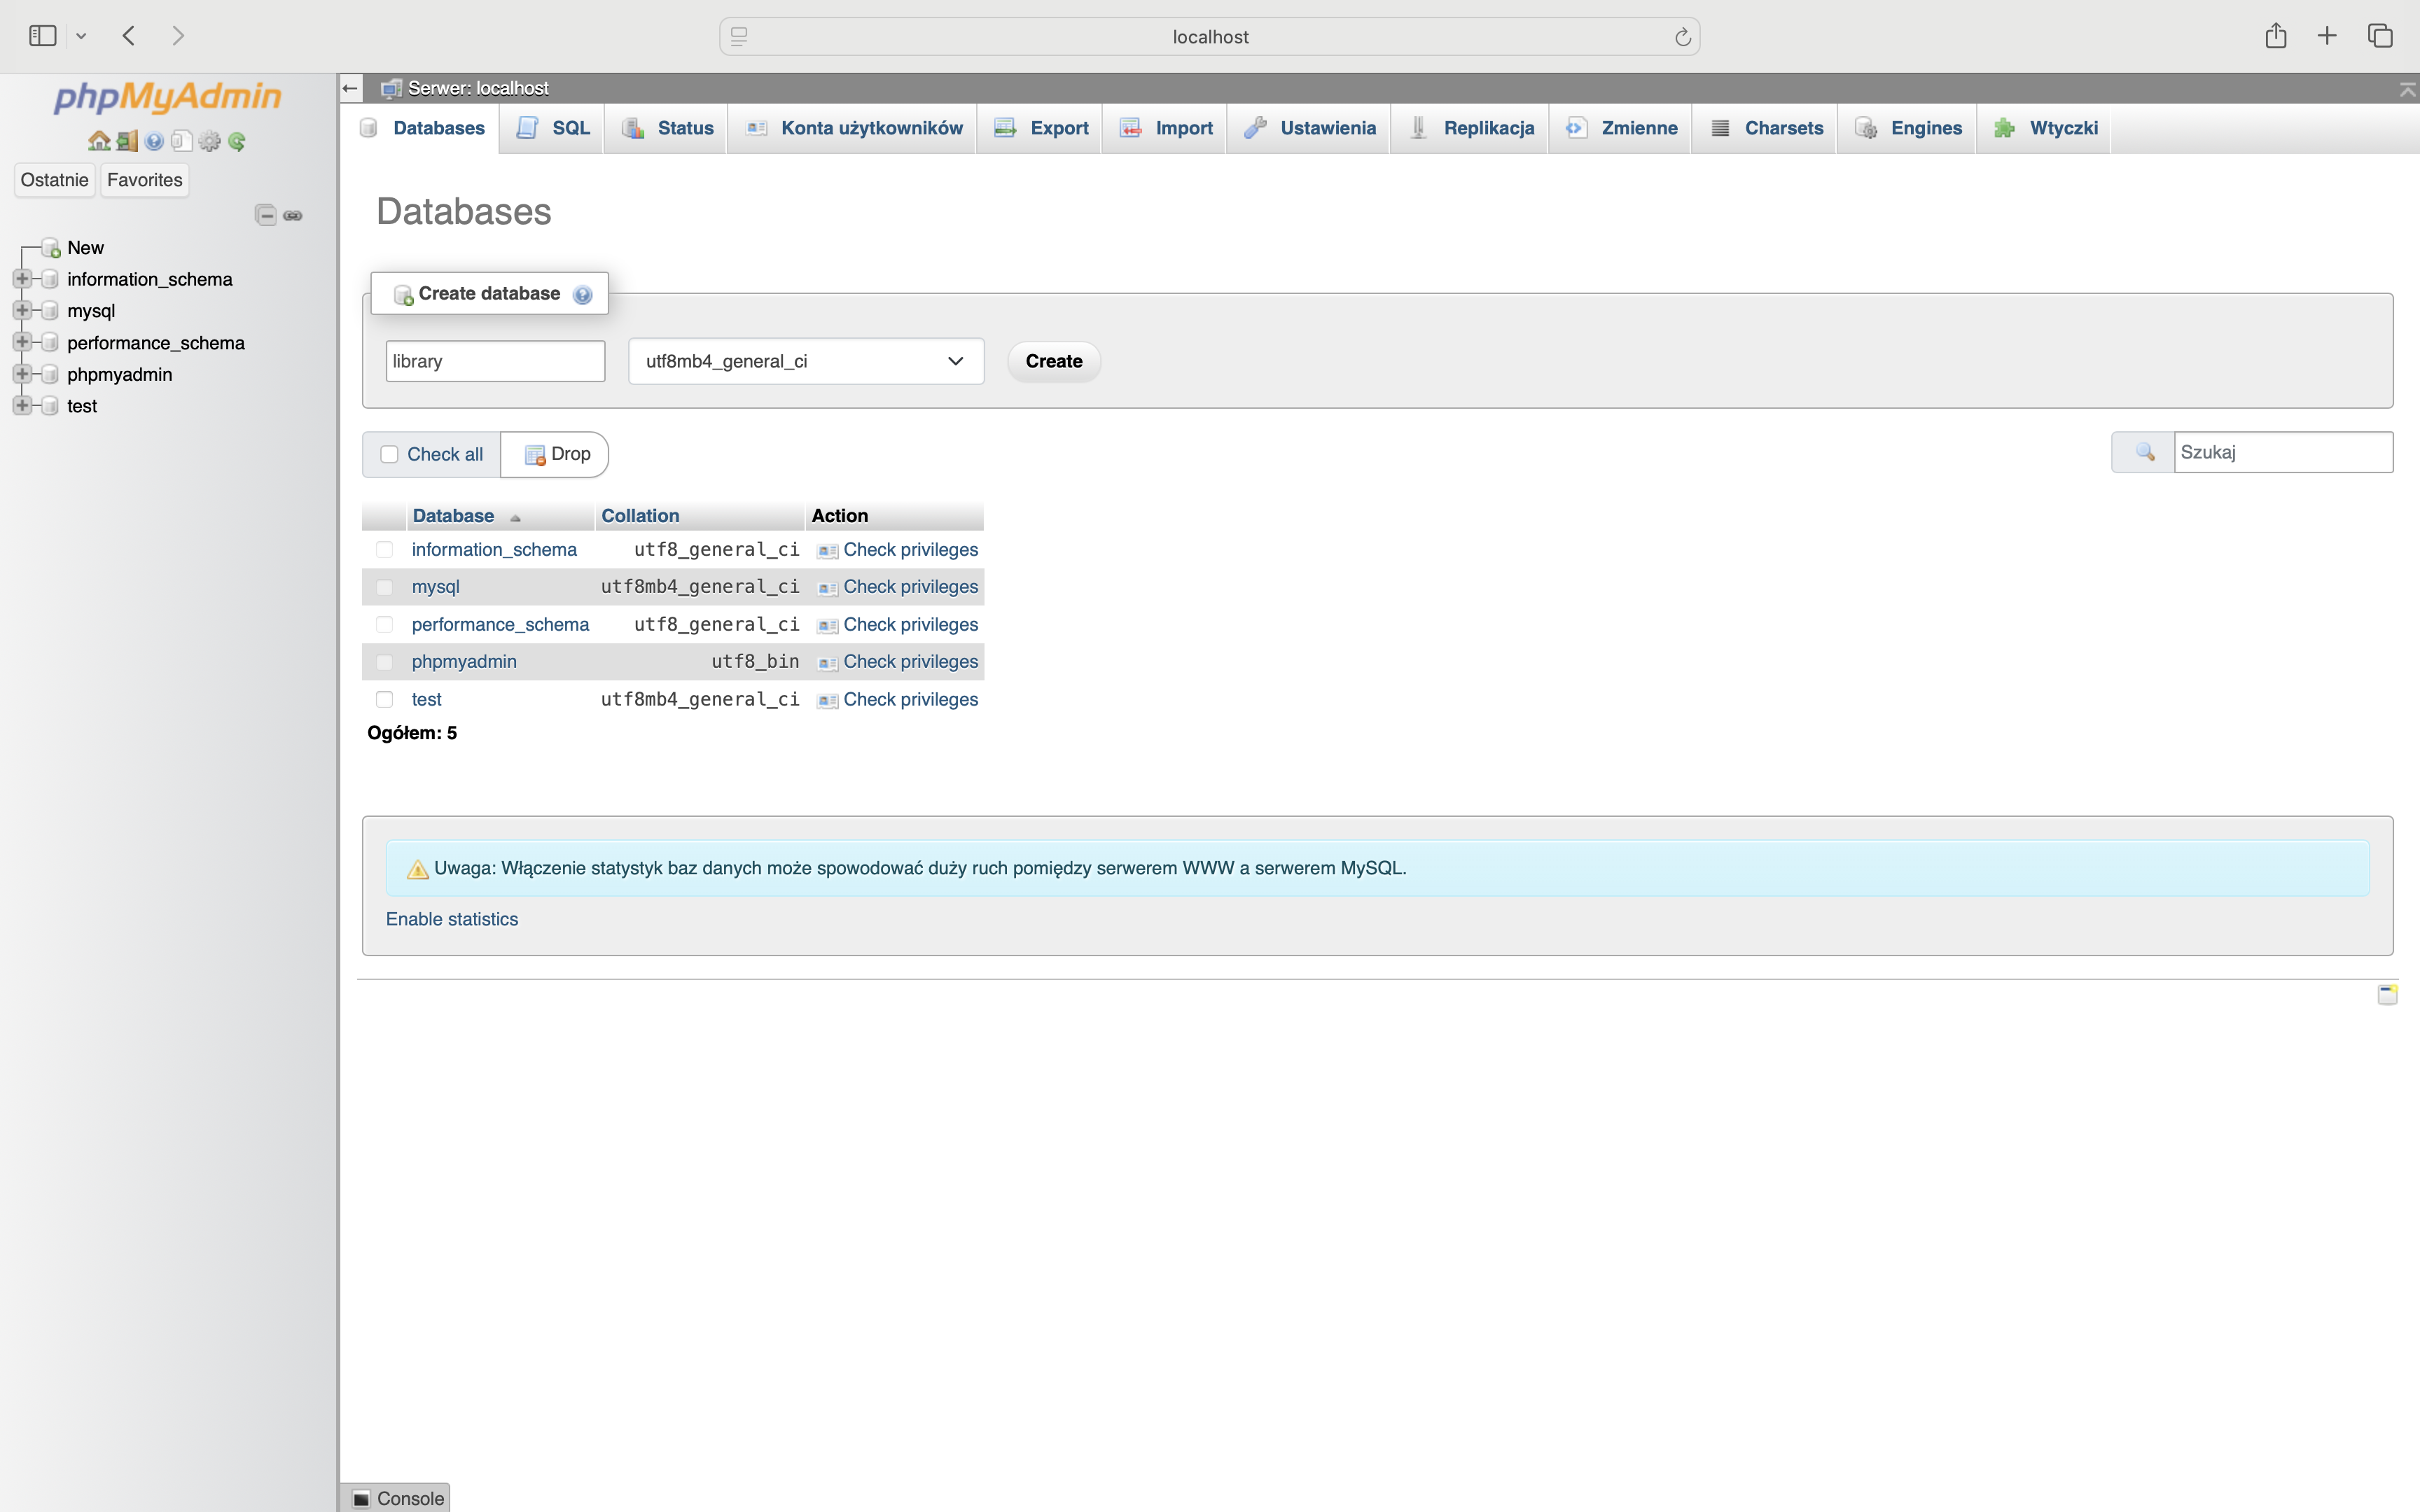 localhost
phpMyAdmin
Ostatnie Favorites
New
information_schema
mysql
performance_schema
phpmyadmin
test
Serwer: localhost
Databases SQL Status Konta użytkowników Export Import Ustawienia Replikacja Zmienne Charsets Engines Wtyczki
Databases
Create database
library utf8mb4_general_ci Create
Check all Drop Szukaj
Database Collation Action
information_schema utf8_general_ci Check privileges
mysql utf8mb4_general_ci Check privileges
performance_schema utf8_general_ci Check privileges
phpmyadmin utf8_bin Check privileges
test utf8mb4_general_ci Check privileges
Ogółem: 5
Uwaga: Włączenie statystyk baz danych może spowodować duży ruch pomiędzy serwerem WWW a serwerem MySQL.
Enable statistics
Console